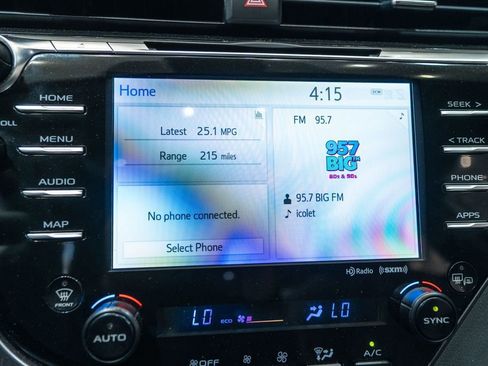 Home
4:15
DCM
HOME
MENU
AUDIO
MAP
Latest 25.1 MPG
Range 215 miles
No phone connected.
Select Phone
FM 95.7
957
BIG FM
80s & 90s
95.7 BIG FM
icolet
SEEK >
< TRACK
PHONE
APPS
HD Radio
((SXM))
FRONT
AUTO
LO ECO
LO
SYNC
OFF
A/C